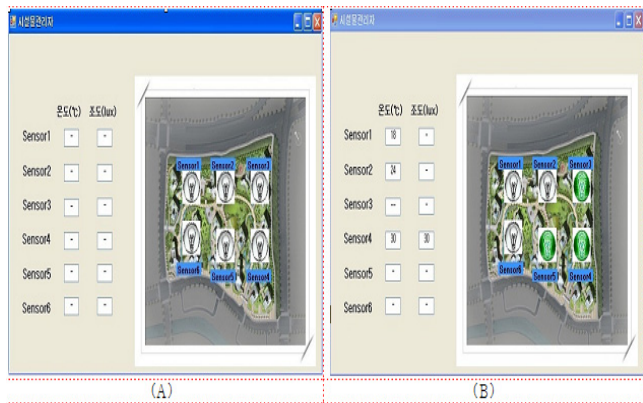 시설물관리자
온도(℃) 조도(lux)
Sensor1 - -
Sensor2 - -
Sensor3 - -
Sensor4 - -
Sensor5 - -
Sensor6 - -
Sensor1 Sensor2 Sensor3
Sensor6 Sensor5 Sensor4
(A)
시설물관리자
온도(℃) 조도(lux)
Sensor1 18 -
Sensor2 24 -
Sensor3 -- -
Sensor4 30 30
Sensor5 - -
Sensor6 - -
Sensor1 Sensor2 Sensor3
Sensor6 Sensor5 Sensor4
(B)